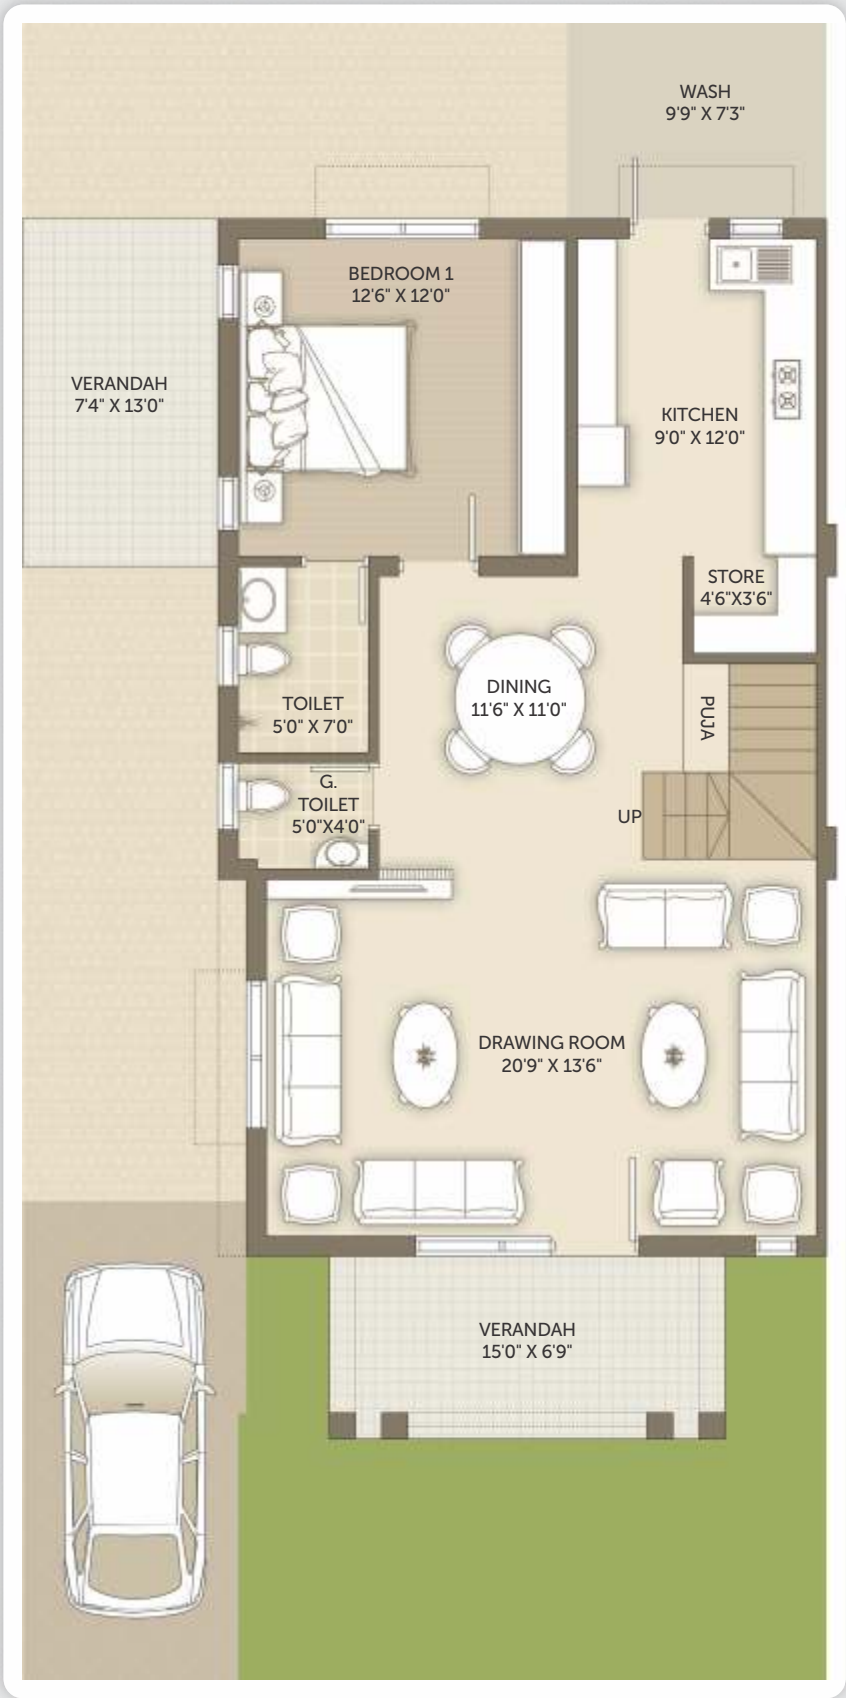 WASH
9'9" X 7'3"
BEDROOM 1
12'6" X 12'0"
VERANDAH
7'4" X 13'0"
KITCHEN
9'0" X 12'0"
STORE
4'6"X3'6"
DINING
11'6" X 11'0"
PUJA
TOILET
5'0" X 7'0"
G.
TOILET
5'0"X4'0"
UP
DRAWING ROOM
20'9" X 13'6"
VERANDAH
15'0" X 6'9"